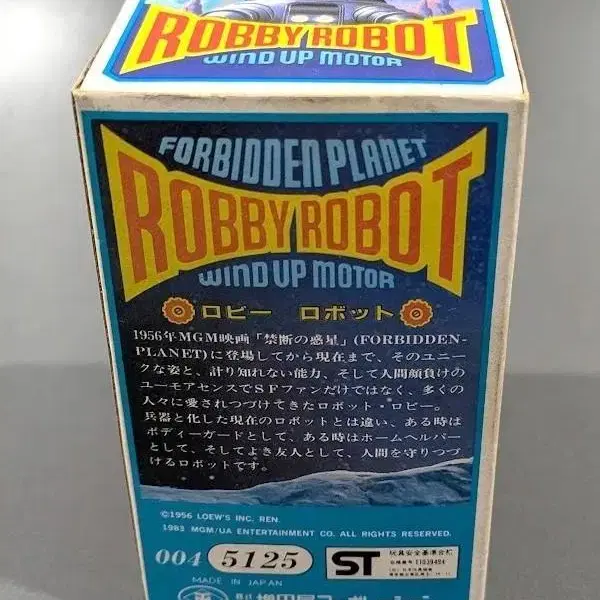 ROBBY ROBOT
WIND UP MOTOR
FORBIDDEN PLANET
ROBBY ROBOT
WIND UP MOTOR
ロビー ロボット
1956年MGM映画「禁断の惑星」(FORBIDDEN-
PLANET)に登場してから現在まで、そのユニー
クな姿と、計り知れない能力、そして人間顔負けの
ユーモアセンスでSFファンだけではなく、多くの
人々に愛されつづけてきたロボット・ロビー。
兵器と化した現在のロボットとは違い、ある時は
ボディーガードとして、ある時はホームヘルパー
として、そしてよき友人として、人間を守りつづ
けるロボットです。
©1956 LOEW'S INC. REN.
1983 MGM/UA ENTERTAINMENT CO. ALL RIGHTS RESERVED.
004 5125 ST
玩具安全基準合格
MADE IN JAPAN